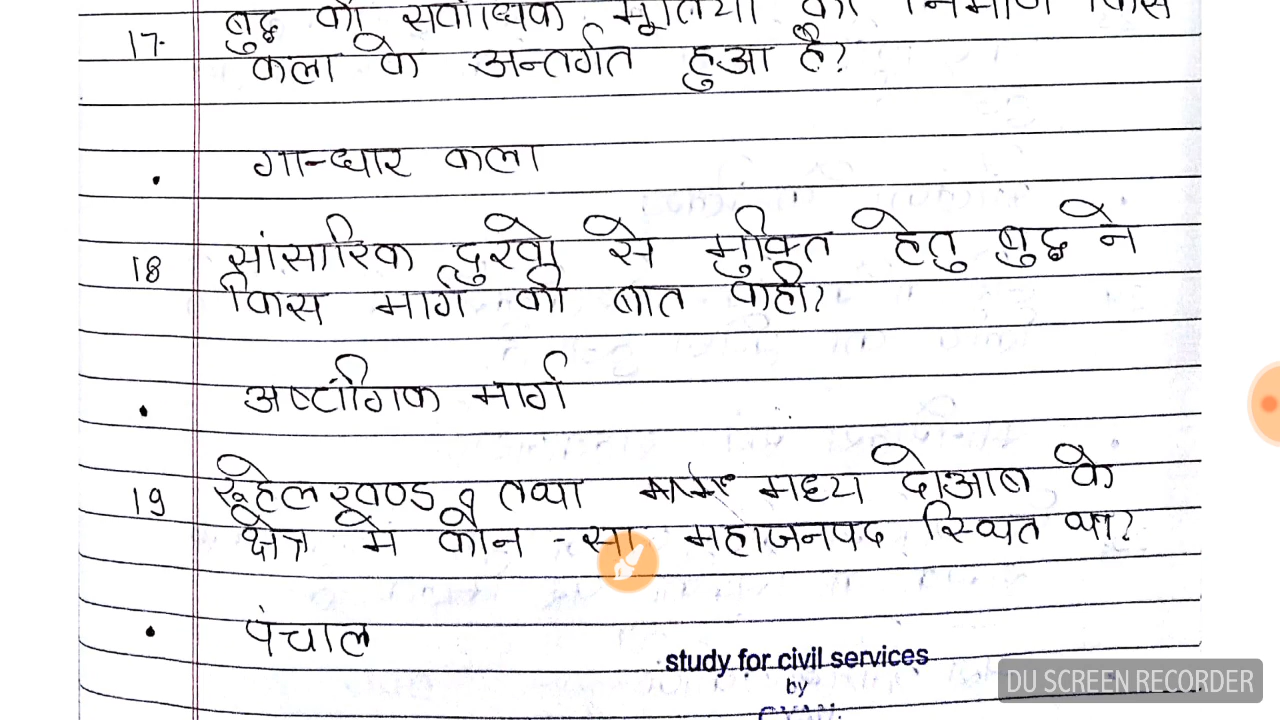 17. बुद्ध की सर्वाधिक मूर्तियों का निर्माण किस
कला के अन्तर्गत हुआ है?
• गान्धार कला
18 सांसारिक दुखो से मुक्ति हेतु बुद्ध ने
किस मार्ग की बात कही?
• अष्टांगिक मार्ग
19 रूहेलखण्ड तथा मध्य दोआब के
क्षेत्र मे कौन-सा महाजनपद स्थित था?
• पंचाल
study for civil services
by
DU SCREEN RECORDER